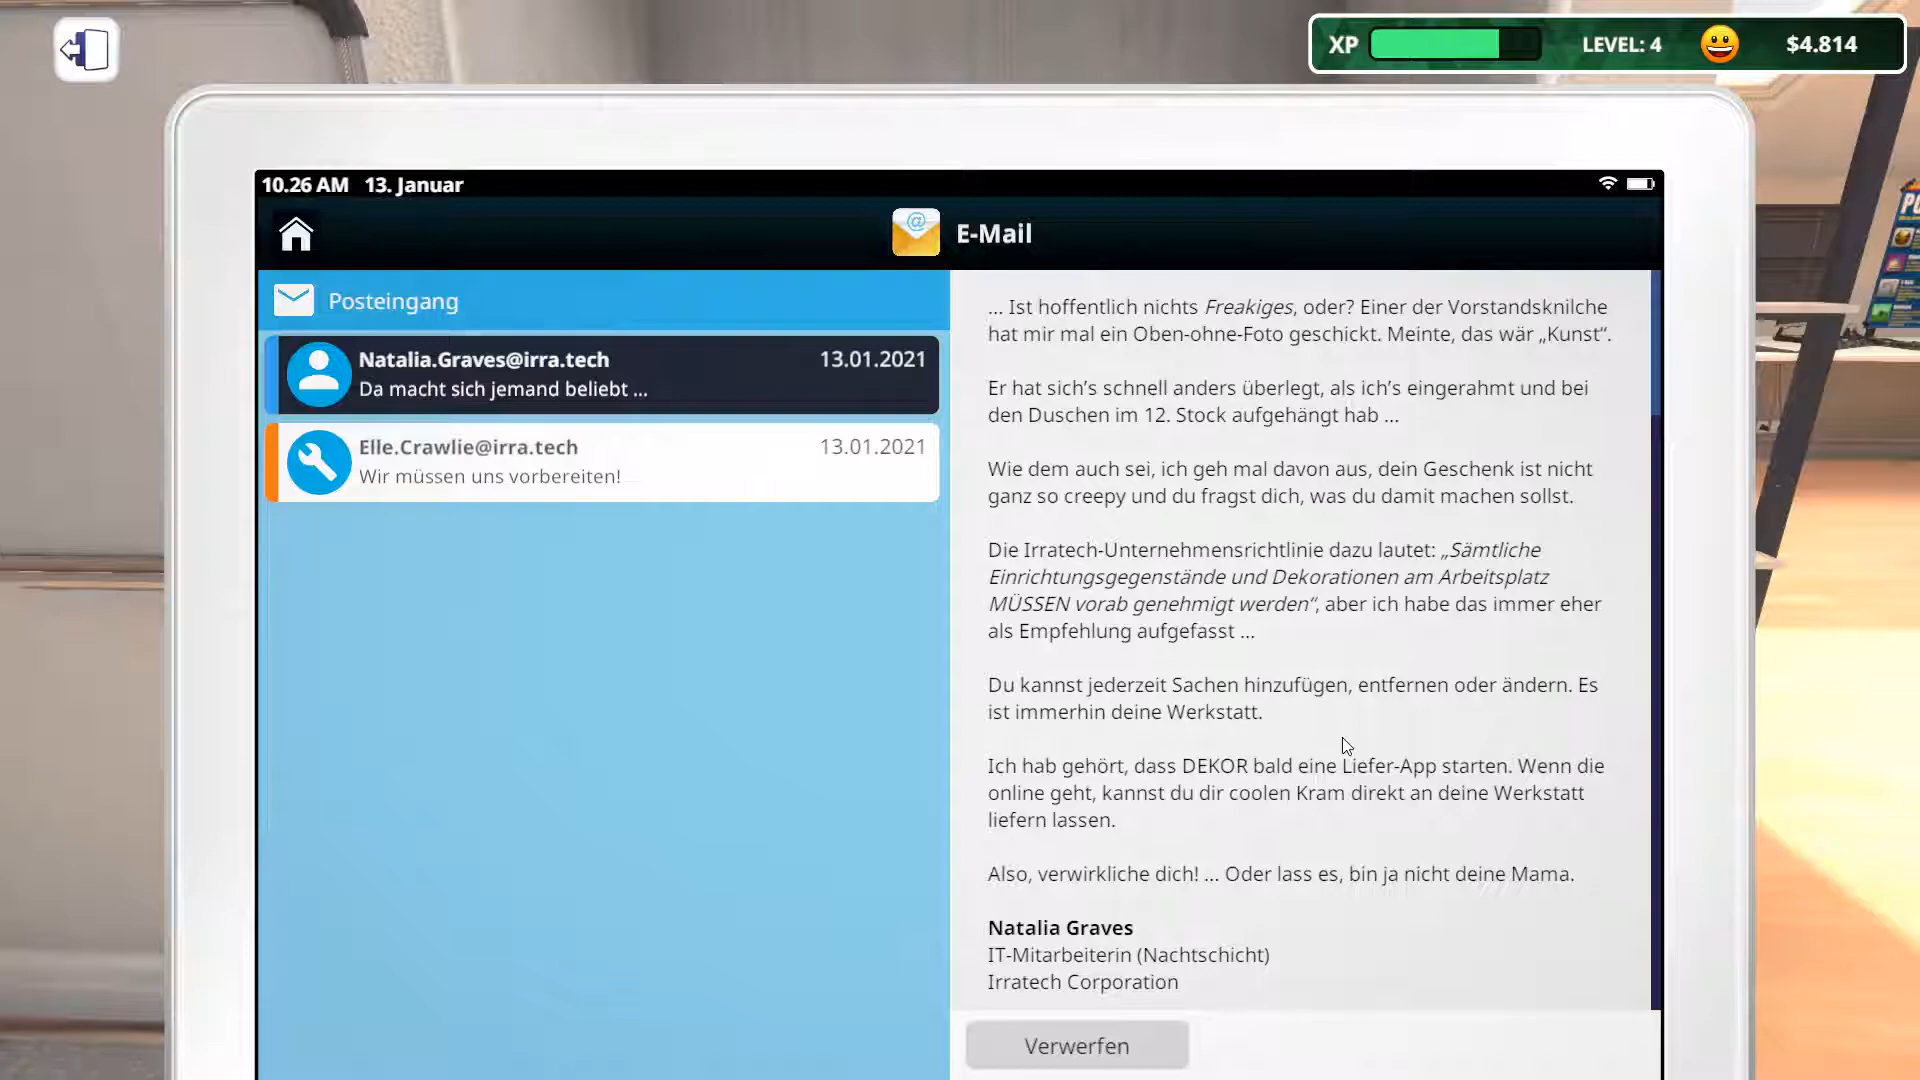 XP LEVEL: 4 $4.814
10.26 AM 13. Januar
E-Mail
Posteingang
Natalia.Graves@irra.tech 13.01.2021
Da macht sich jemand beliebt ...
Elle.Crawlie@irra.tech 13.01.2021
Wir müssen uns vorbereiten!
... Ist hoffentlich nichts Freakiges, oder? Einer der Vorstandsknilche
hat mir mal ein Oben-ohne-Foto geschickt. Meinte, das wär „Kunst“.
Er hat sich’s schnell anders überlegt, als ich’s eingerahmt und bei
den Duschen im 12. Stock aufgehängt hab ...
Wie dem auch sei, ich geh mal davon aus, dein Geschenk ist nicht
ganz so creepy und du fragst dich, was du damit machen sollst.
Die Irratech-Unternehmensrichtlinie dazu lautet: „Sämtliche
Einrichtungsgegenstände und Dekorationen am Arbeitsplatz
MÜSSEN vorab genehmigt werden“, aber ich habe das immer eher
als Empfehlung aufgefasst ...
Du kannst jederzeit Sachen hinzufügen, entfernen oder ändern. Es
ist immerhin deine Werkstatt.
Ich hab gehört, dass DEKOR bald eine Liefer-App starten. Wenn die
online geht, kannst du dir coolen Kram direkt an deine Werkstatt
liefern lassen.
Also, verwirkliche dich! ... Oder lass es, bin ja nicht deine Mama.
Natalia Graves
IT-Mitarbeiterin (Nachtschicht)
Irratech Corporation
Verwerfen